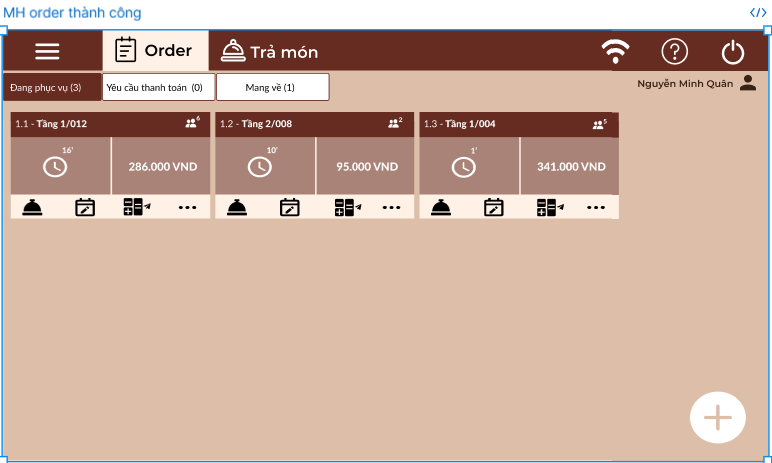 MH order thành công
Order
Trả món
?
Đang phục vụ (3)
Yêu cầu thanh toán (0)
Mang về (1)
Nguyễn Minh Quân
1.1 - Tầng 1/012
6
1.2 - Tầng 2/008
2
1.3 - Tầng 1/004
5
16'
286.000 VND
10'
95.000 VND
1'
341.000 VND